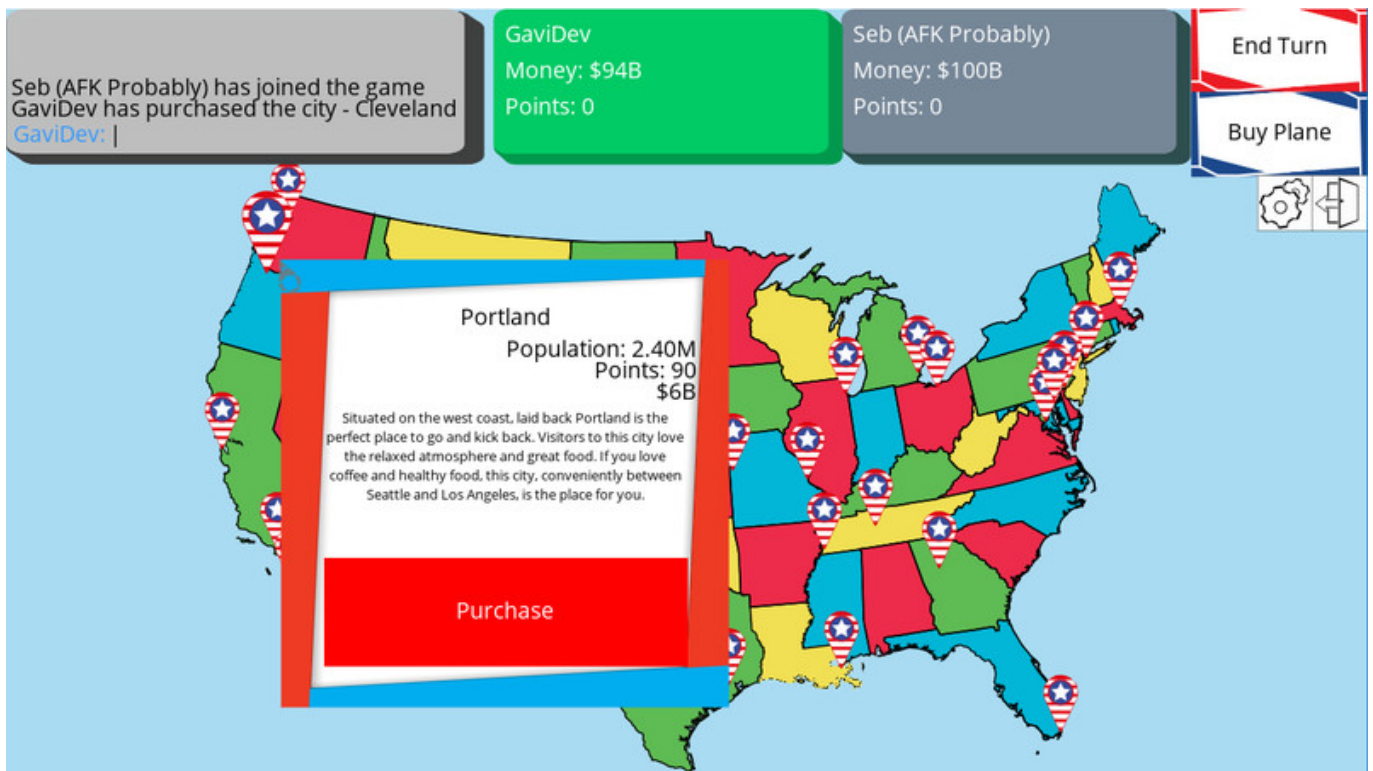 Seb (AFK Probably) has joined the game
GaviDev has purchased the city - Cleveland
GaviDev: |
GaviDev
Money: $94B
Points: 0
Seb (AFK Probably)
Money: $100B
Points: 0
End Turn
Buy Plane
Portland
Population: 2.40M
Points: 90
$6B
Situated on the west coast, laid back Portland is the
perfect place to go and kick back. Visitors to this city love
the relaxed atmosphere and great food. If you love
coffee and healthy food, this city, conveniently between
Seattle and Los Angeles, is the place for you.
Purchase